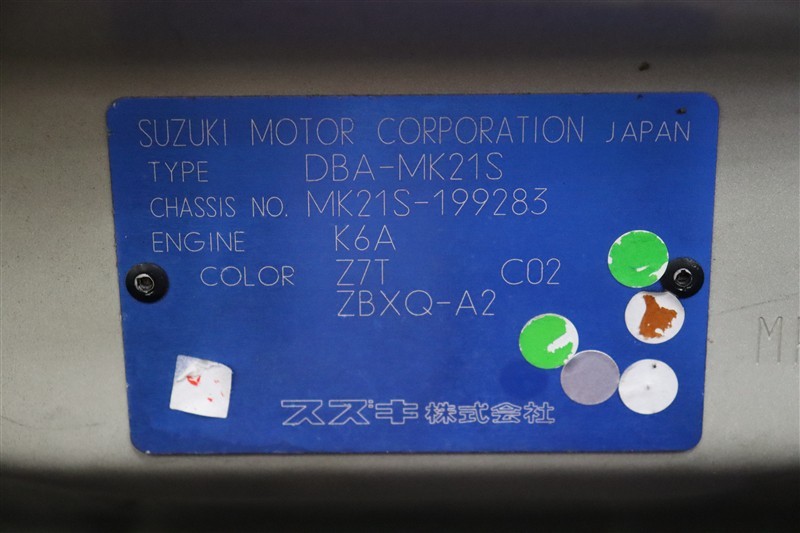 SUZUKI MOTOR CORPORATION JAPAN
TYPE DBA-MK21S
CHASSIS NO. MK21S-199283
ENGINE K6A
COLOR Z7T C02
ZBXQ-A2
スズキ株式会社